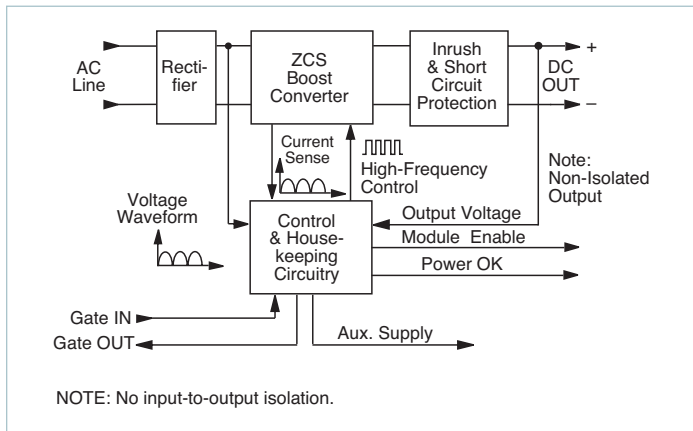 AC
Line
Recti-
fier
ZCS
Boost
Converter
Inrush
& Short
Circuit
Protection
+
DC
OUT
–
Current
Sense
High-Frequency
Control
Note:
Non-Isolated
Output
Voltage
Waveform
Control
& House-
keeping
Circuitry
Output Voltage
Module Enable
Power OK
Gate IN
Gate OUT
Aux. Supply
NOTE: No input-to-output isolation.